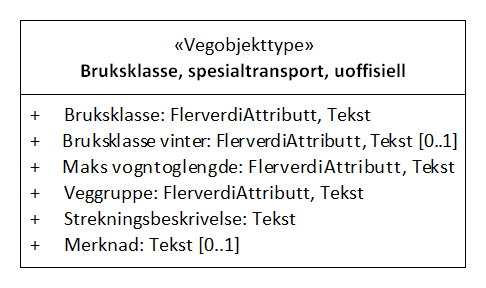 «Vegobjekttype»
Bruksklasse, spesialtransport, uoffisiell
+ Bruksklasse: FlerverdiAttributt, Tekst
+ Bruksklasse vinter: FlerverdiAttributt, Tekst [0..1]
+ Maks vogntoglengde: FlerverdiAttributt, Tekst
+ Veggruppe: FlerverdiAttributt, Tekst
+ Strekningsbeskrivelse: Tekst
+ Merknad: Tekst [0..1]